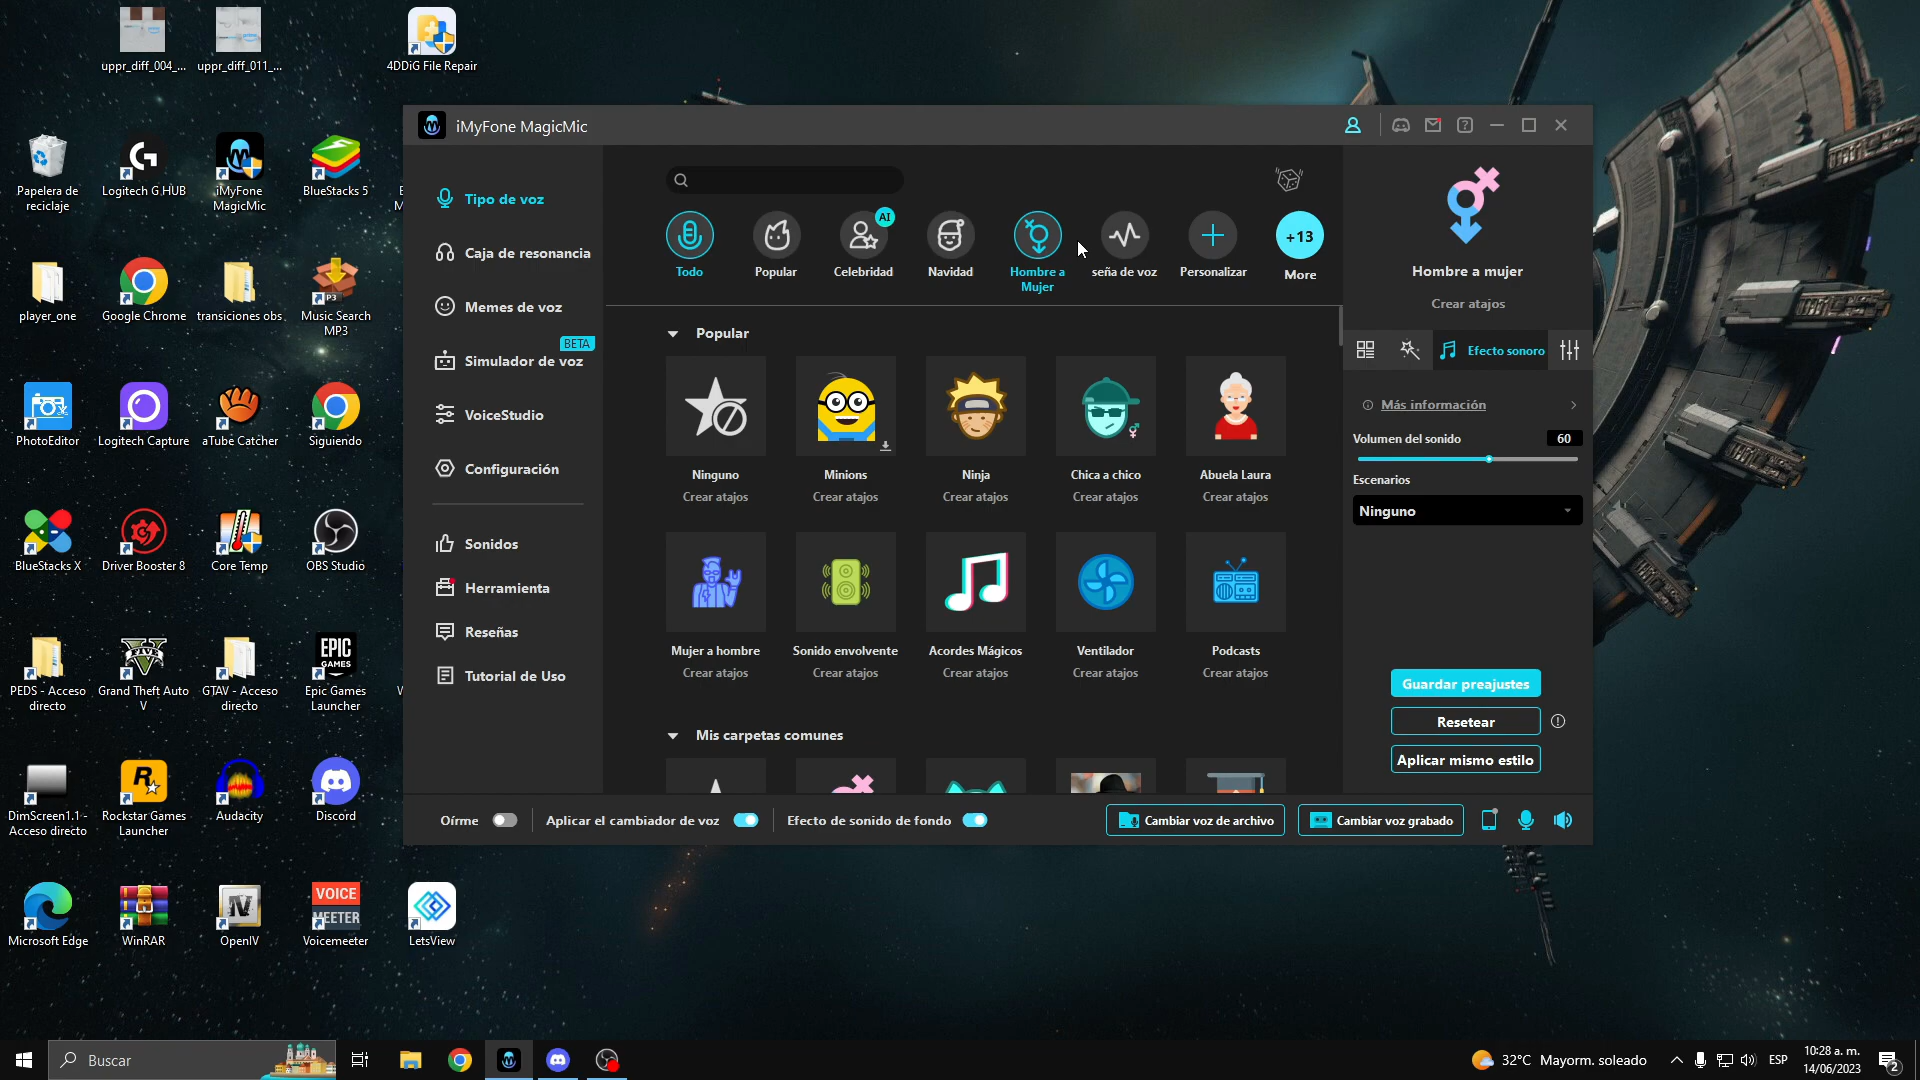 uppr_diff_004_...
uppr_diff_011_...
4DDiG File Repair
Papelera de
reciclaje
Logitech G HUB
iMyFone
MagicMic
BlueStacks 5
player_one
Google Chrome
transiciones obs
Music Search
MP3
P3
PhotoEditor
Logitech Capture
aTube Catcher
Siguiendo
BlueStacks X
Driver Booster 8
Core Temp
OBS Studio
PEDS - Acceso
directo
Grand Theft Auto
V
GTAV - Acceso
directo
EPIC
GAMES
Epic Games
Launcher
DimScreen1.1 -
Acceso directo
Rockstar Games
Launcher
Audacity
Discord
Microsoft Edge
WinRAR
OpenIV
VOICE
MEETER
Voicemeeter
LetsView
iMyFone MagicMic
Tipo de voz
Caja de resonancia
Memes de voz
BETA
Simulador de voz
VoiceStudio
Configuración
Sonidos
Herramienta
Reseñas
Tutorial de Uso
AI
+13
Todo
Popular
Celebridad
Navidad
Hombre a
Mujer
seña de voz
Personalizar
More
Popular
Ninguno
Minions
Ninja
Chica a chico
Abuela Laura
Crear atajos
Crear atajos
Crear atajos
Crear atajos
Crear atajos
Mujer a hombre
Sonido envolvente
Acordes Mágicos
Ventilador
Podcasts
Crear atajos
Crear atajos
Crear atajos
Crear atajos
Crear atajos
Mis carpetas comunes
Hombre a mujer
Crear atajos
Efecto sonoro
Más información
Volumen del sonido
60
Escenarios
Ninguno
Guardar preajustes
Resetear
Aplicar mismo estilo
Oírme
Aplicar el cambiador de voz
Efecto de sonido de fondo
Cambiar voz de archivo
Cambiar voz grabado
Buscar
32°C Mayorm. soleado
ESP
10:28 a. m.
14/06/2023
2